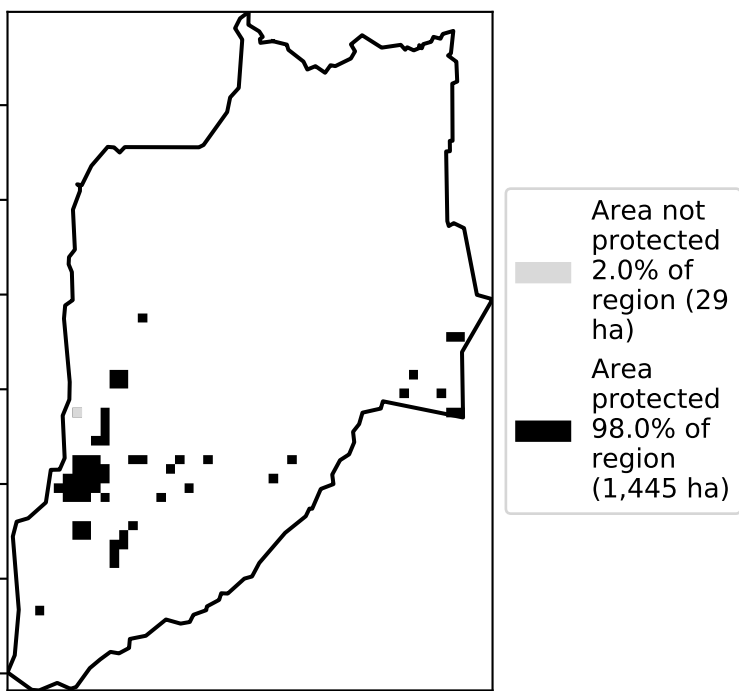 Area not
protected
2.0% of
region (29
ha)
Area
protected
98.0% of
region
(1,445 ha)